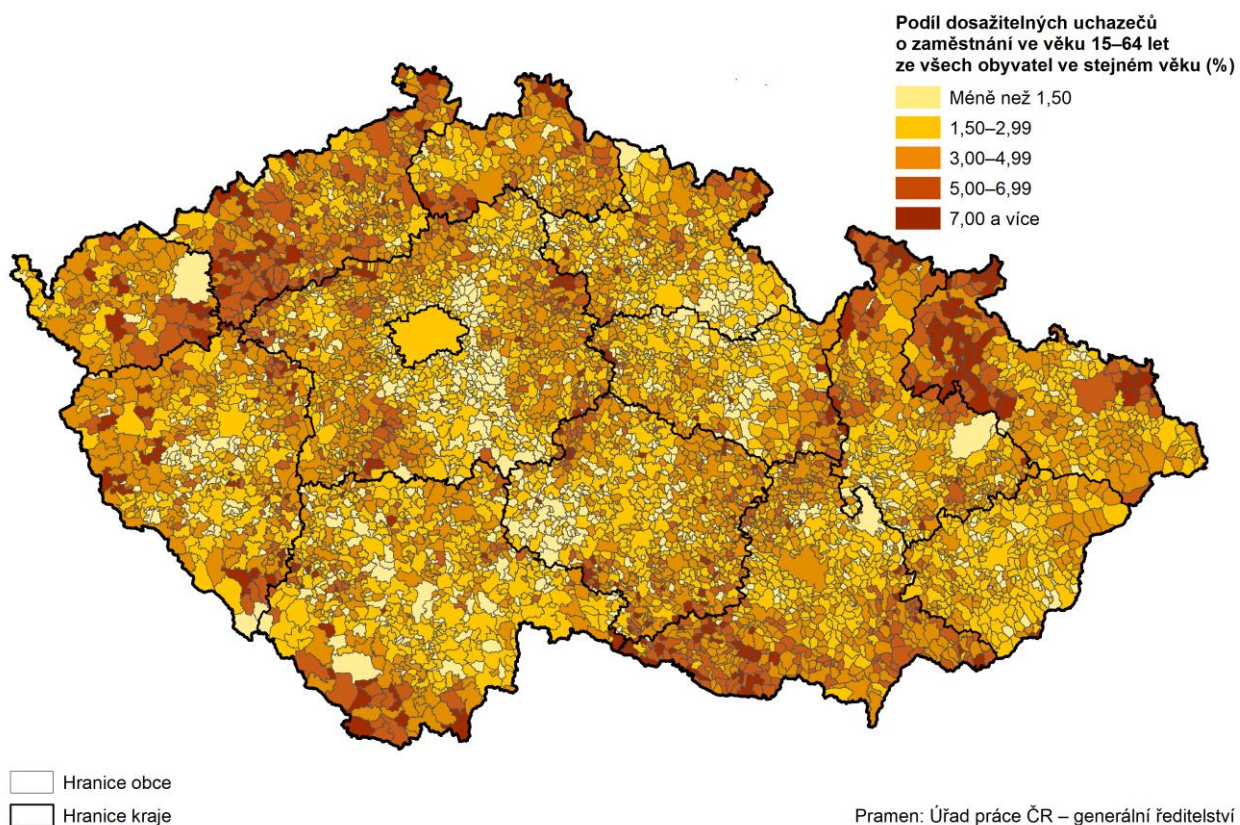 Podíl dosažitelných uchazečů
o zaměstnání ve věku 15–64 let
ze všech obyvatel ve stejném věku (%)
Méně než 1,50
1,50–2,99
3,00–4,99
5,00–6,99
7,00 a více
Hranice obce
Hranice kraje
Pramen: Úřad práce ČR – generální ředitelství